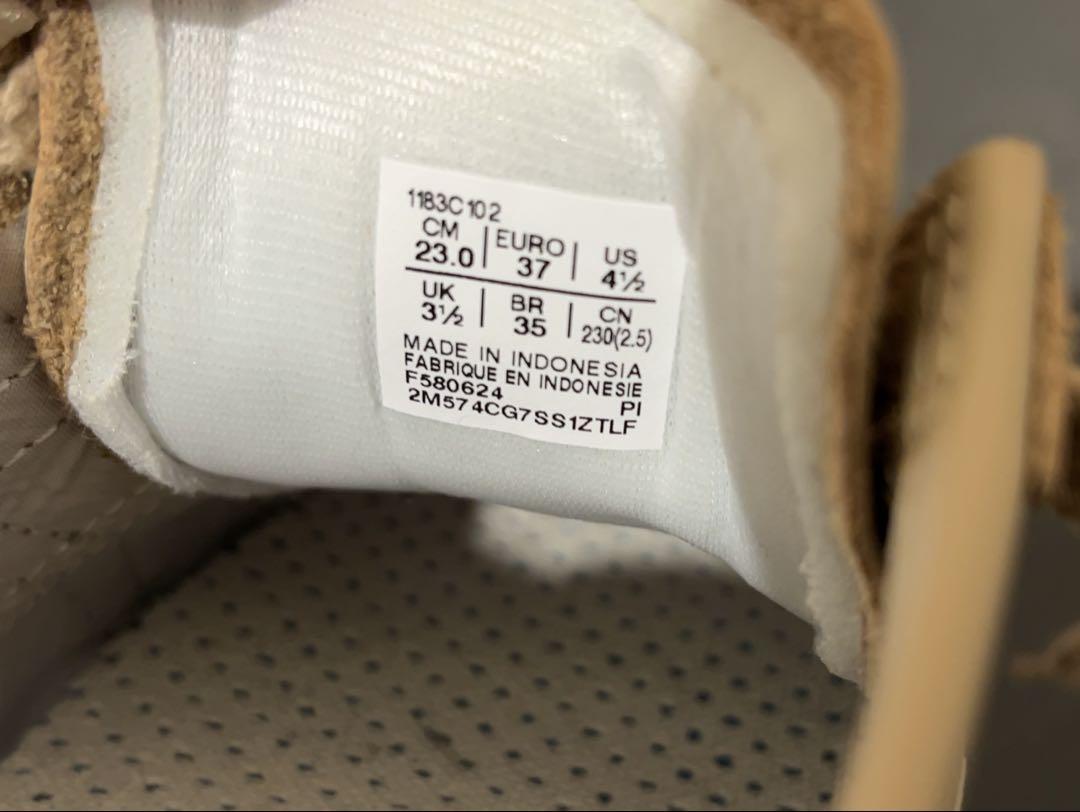 1183C102
CM | EURO | US
23.0 | 37 | 4½
UK | BR | CN
3½ | 35 | 230(2.5)
MADE IN INDONESIA
FABRIQUE EN INDONESIE
F580624 PI
2M574CG7SS1ZTLF